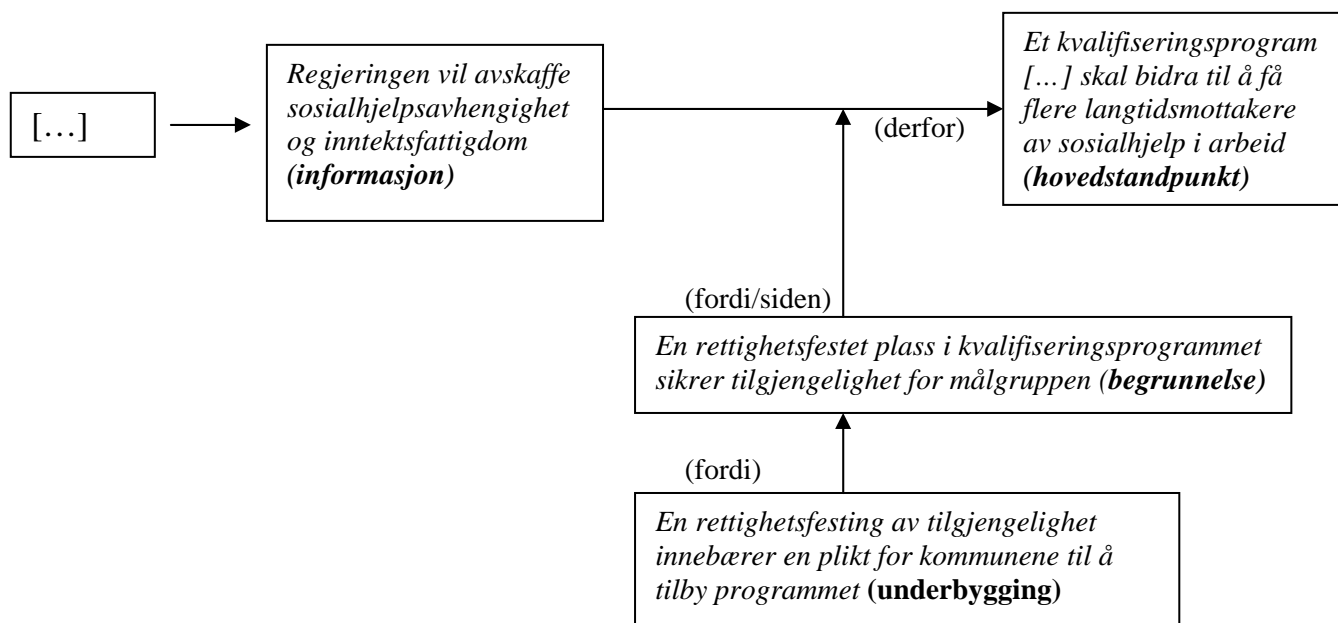 […]
Regjeringen vil avskaffe
sosialhjelpsavhengighet
og inntektsfattigdom
(informasjon)
(derfor)
Et kvalifiseringsprogram
[…] skal bidra til å få
flere langtidsmottakere
av sosialhjelp i arbeid
(hovedstandpunkt)
(fordi/siden)
En rettighetsfestet plass i kvalifiseringsprogrammet
sikrer tilgjengelighet for målgruppen (begrunnelse)
(fordi)
En rettighetsfesting av tilgjengelighet
innebærer en plikt for kommunene til å
tilby programmet (underbygging)